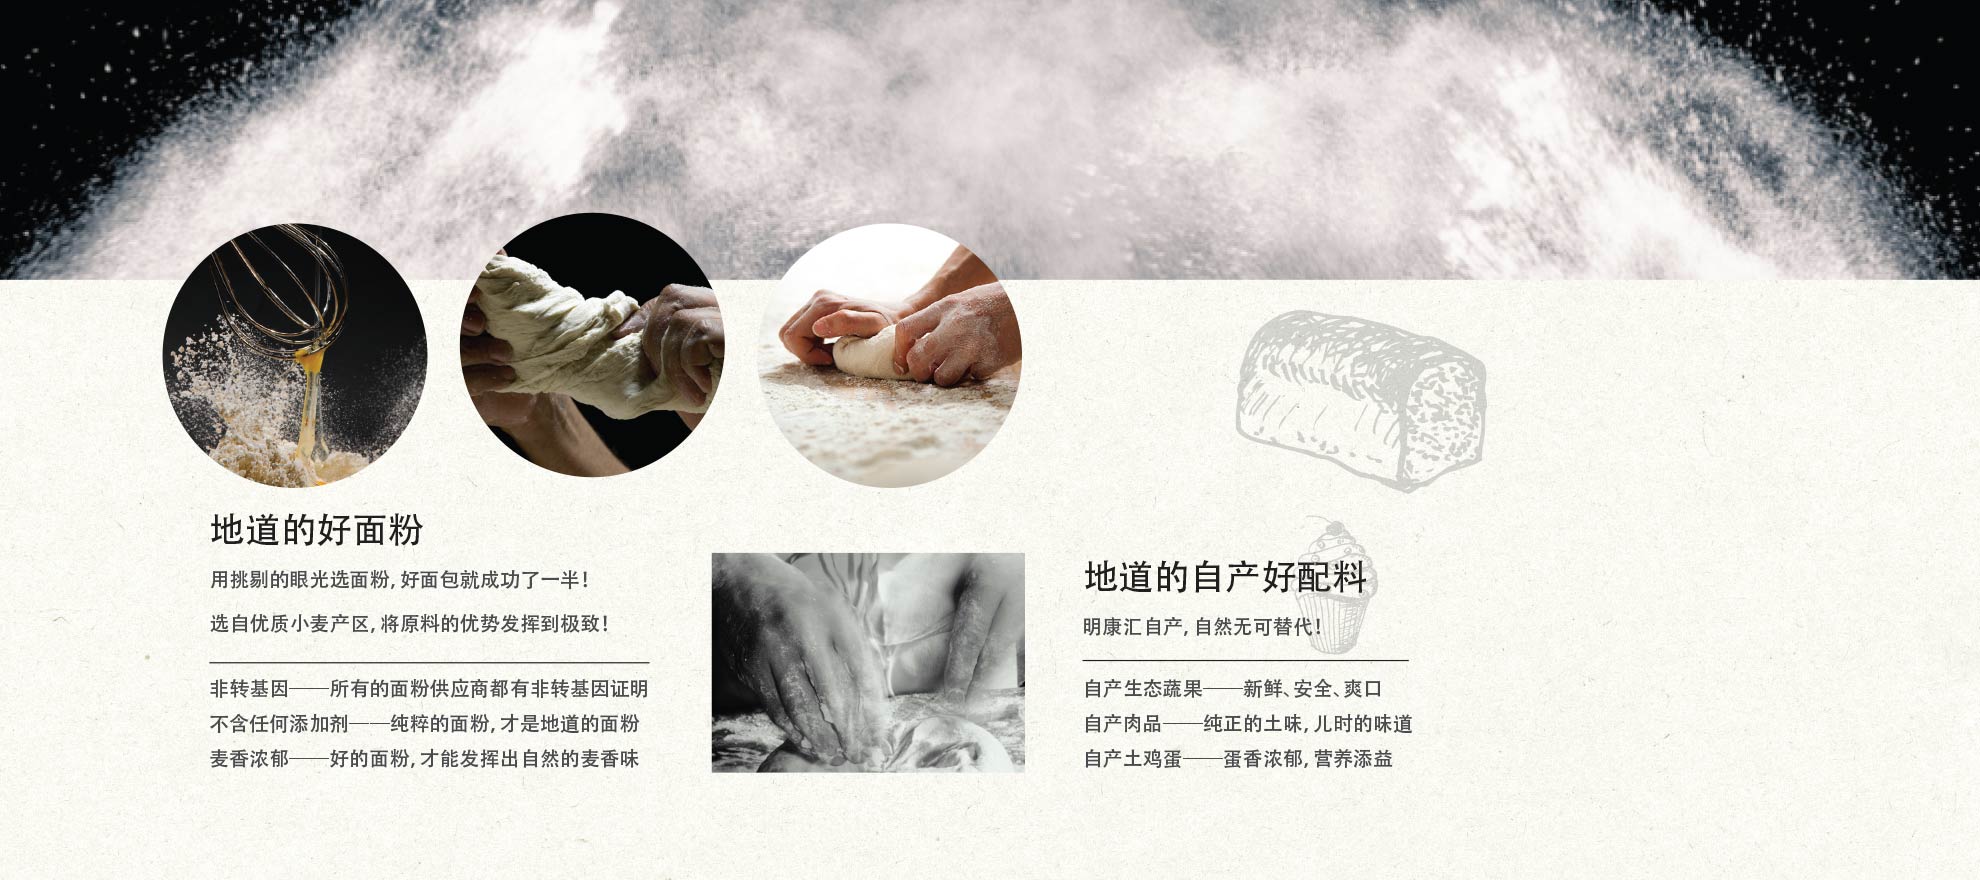 地道的好面粉
用挑剔的眼光选面粉，好面包就成功了一半！
选自优质小麦产区，将原料的优势发挥到极致！
非转基因——所有的面粉供应商都有非转基因证明
不含任何添加剂——纯粹的面粉，才是地道的面粉
麦香浓郁——好的面粉，才能发挥出自然的麦香味
地道的自产好配料
明康汇自产，自然无可替代！
自产生态蔬果——新鲜、安全、爽口
自产肉品——纯正的土味，儿时的味道
自产土鸡蛋——蛋香浓郁，营养添益